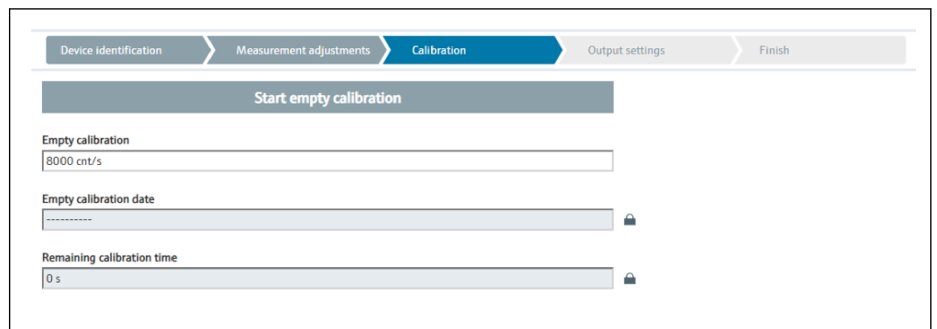 Device identification
Measurement adjustments
Calibration
Output settings
Finish
Start empty calibration
Empty calibration
8000 cnt/s
Empty calibration date
----------
Remaining calibration time
0 s